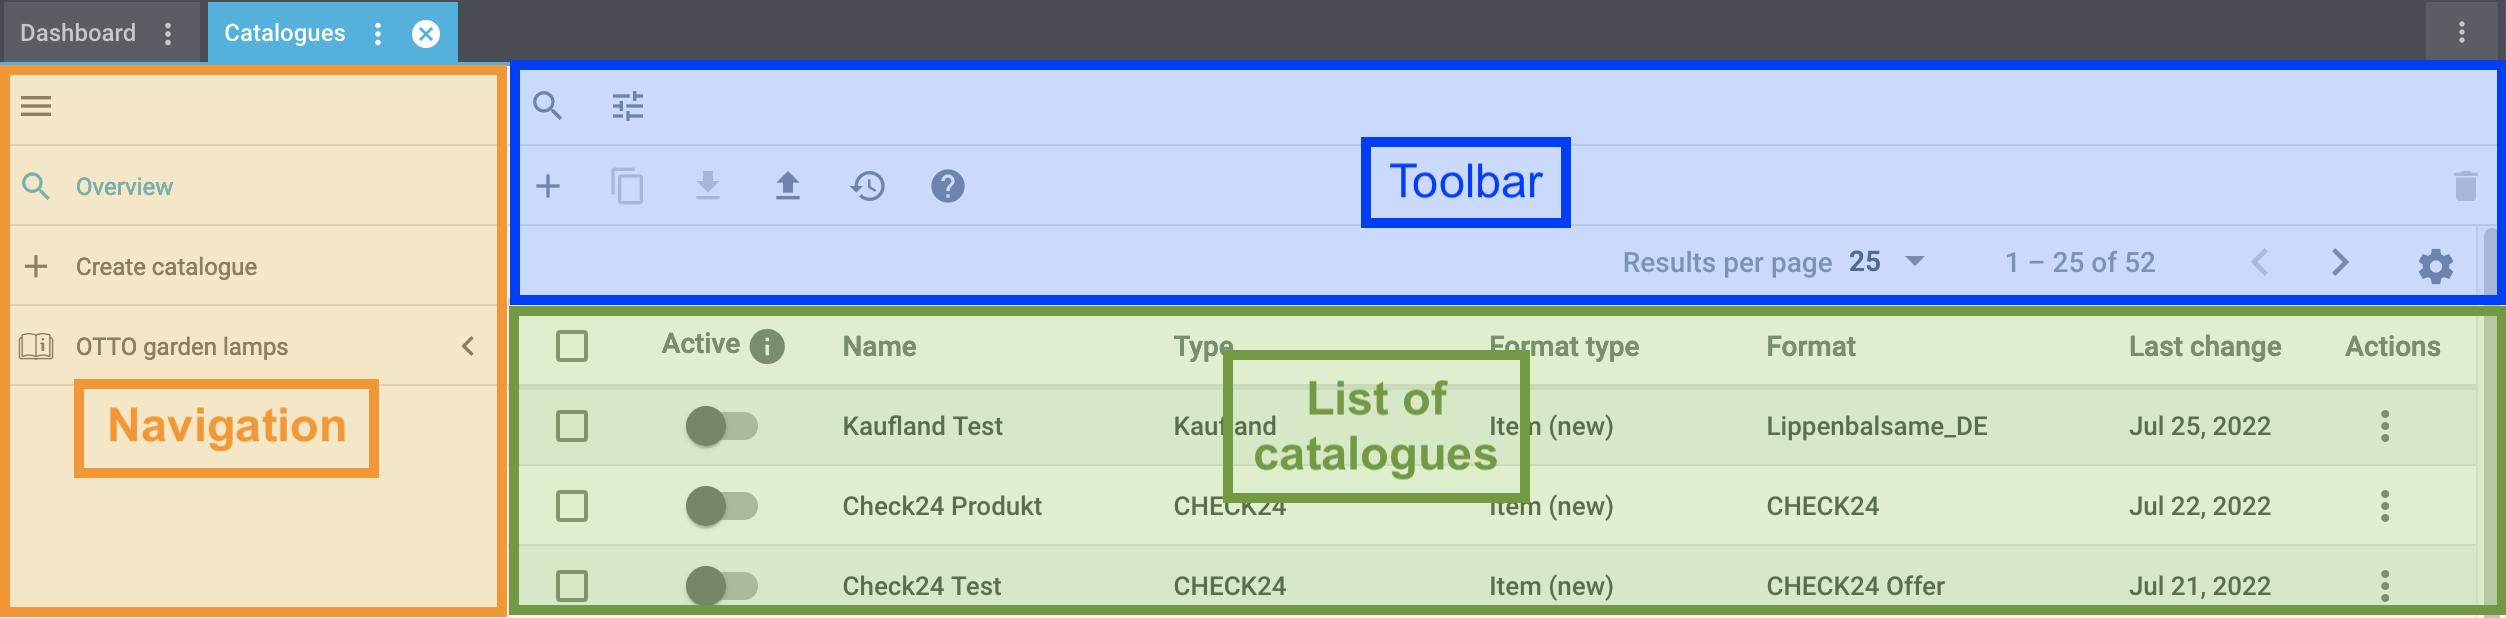 Dashboard
Catalogues
Overview
Create catalogue
OTTO garden lamps
Navigation
Toolbar
Results per page 25 1 – 25 of 52
Active Name Type Format type Format Last change Actions
List of
catalogues
Kaufland Test Kaufland Item (new) Lippenbalsame_DE Jul 25, 2022
Check24 Produkt CHECK24 Item (new) CHECK24 Jul 22, 2022
Check24 Test CHECK24 Item (new) CHECK24 Offer Jul 21, 2022